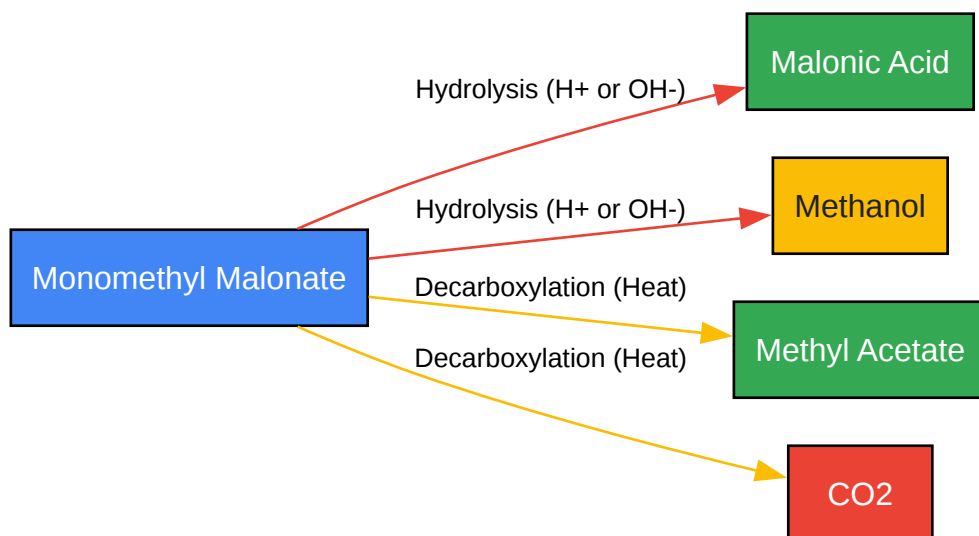 Malonic Acid
Hydrolysis (H+ or OH-)
Methanol
Hydrolysis (H+ or OH-)
Monomethyl Malonate
Decarboxylation (Heat)
Methyl Acetate
Decarboxylation (Heat)
CO2